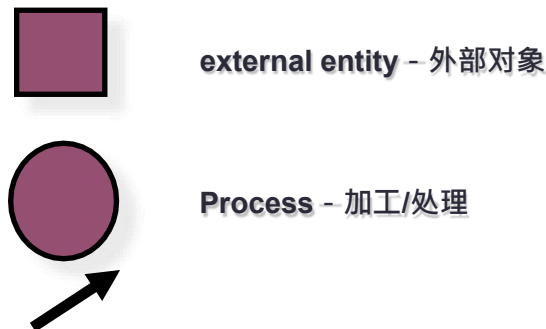 external entity - 外部对象
Process - 加工/处理